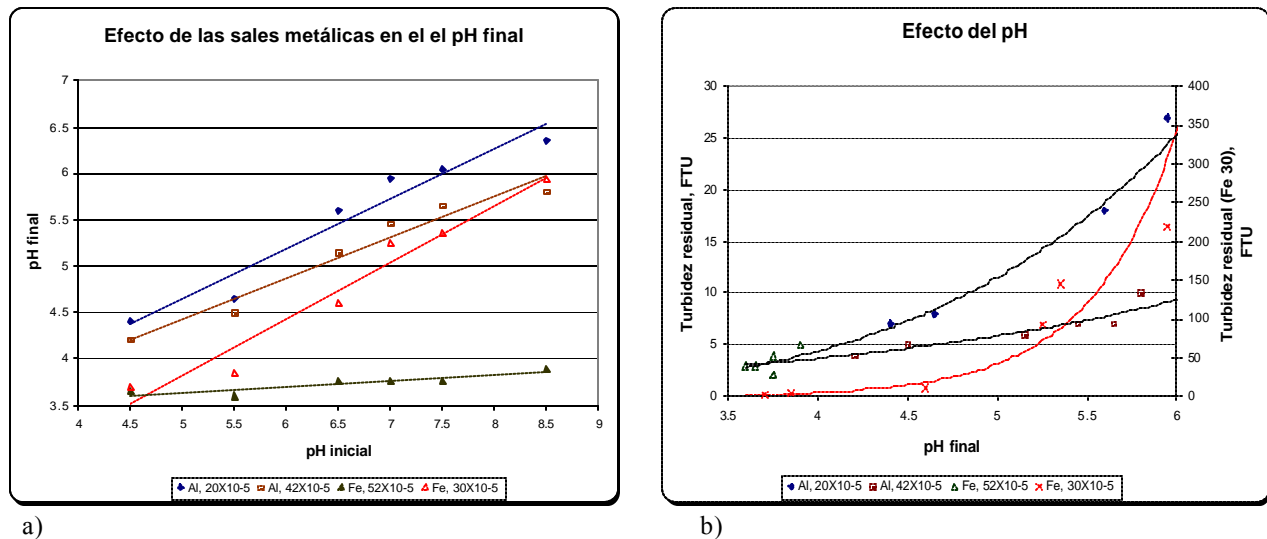 Efecto de las sales metálicas en el el pH final
pH final
7
6.5
6
5.5
5
4.5
4
3.5
4 4.5 5 5.5 6 6.5 7 7.5 8 8.5 9
pH inicial
Al, 20X10-5 Al, 42X10-5 Fe, 52X10-5 Fe, 30X10-5
a)
Efecto del pH
Turbidez residual, FTU
30
25
20
15
10
5
0
400
350
300
250
200
150
100
50
0
Turbidez residual (Fe 30),
FTU
3.5 4 4.5 5 5.5 6
pH final
Al, 20X10-5 Al, 42X10-5 Fe, 52X10-5 Fe, 30X10-5
b)